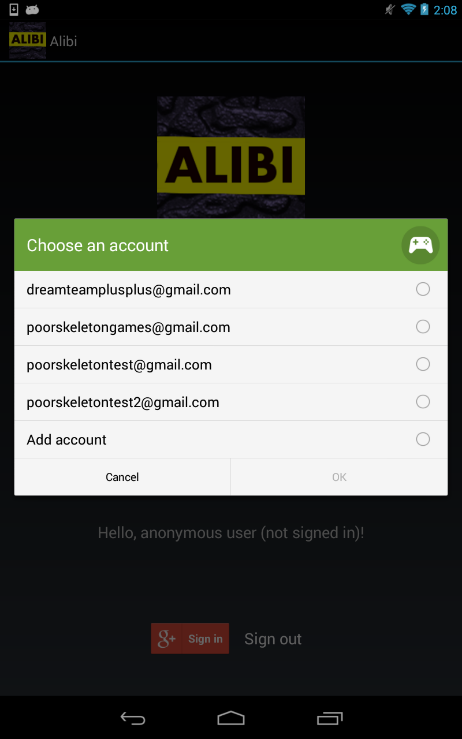 2:08
ALIBI Alibi
ALIBI
Choose an account
dreamteamplusplus@gmail.com
poorskeletongames@gmail.com
poorskeletontest@gmail.com
poorskeletontest2@gmail.com
Add account
Cancel OK
Hello, anonymous user (not signed in)!
g+ Sign in Sign out